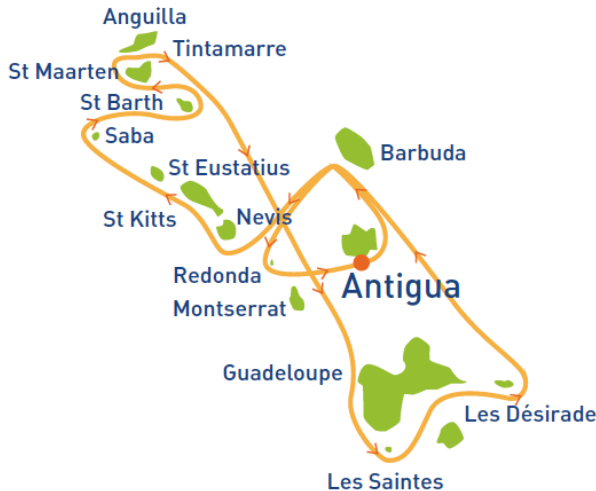 Anguilla
Tintamarre
St Maarten
St Barth
Saba
Barbuda
St Eustatius
St Kitts
Nevis
Redonda
Antigua
Montserrat
Guadeloupe
Les Désirade
Les Saintes